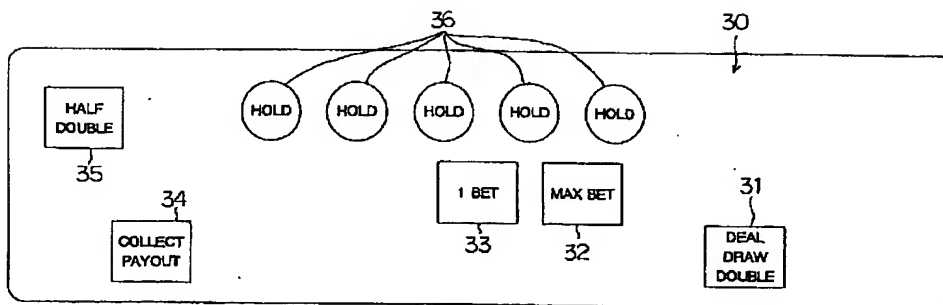 36
30
HALF
DOUBLE
HOLD HOLD HOLD HOLD HOLD
35
1 BET
MAX BET
31
34
33
32
COLLECT
PAYOUT
DEAL
DRAW
DOUBLE